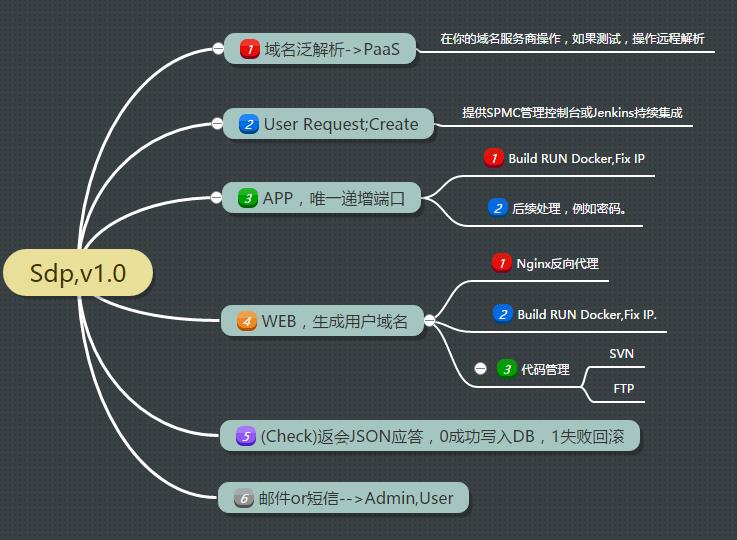 Sdp,v1.0
1 域名泛解析->PaaS
在你的域名服务商操作，如果测试，操作远程解析
2 User Request;Create
提供SPMC管理控制台或Jenkins持续集成
3 APP，唯一递增端口
1 Build RUN Docker,Fix IP
2 后续处理，例如密码。
4 WEB，生成用户域名
1 Nginx反向代理
2 Build RUN Docker,Fix IP.
3 代码管理
SVN
FTP
5 (Check)返会JSON应答，0成功写入DB，1失败回滚
6 邮件or短信-->Admin,User